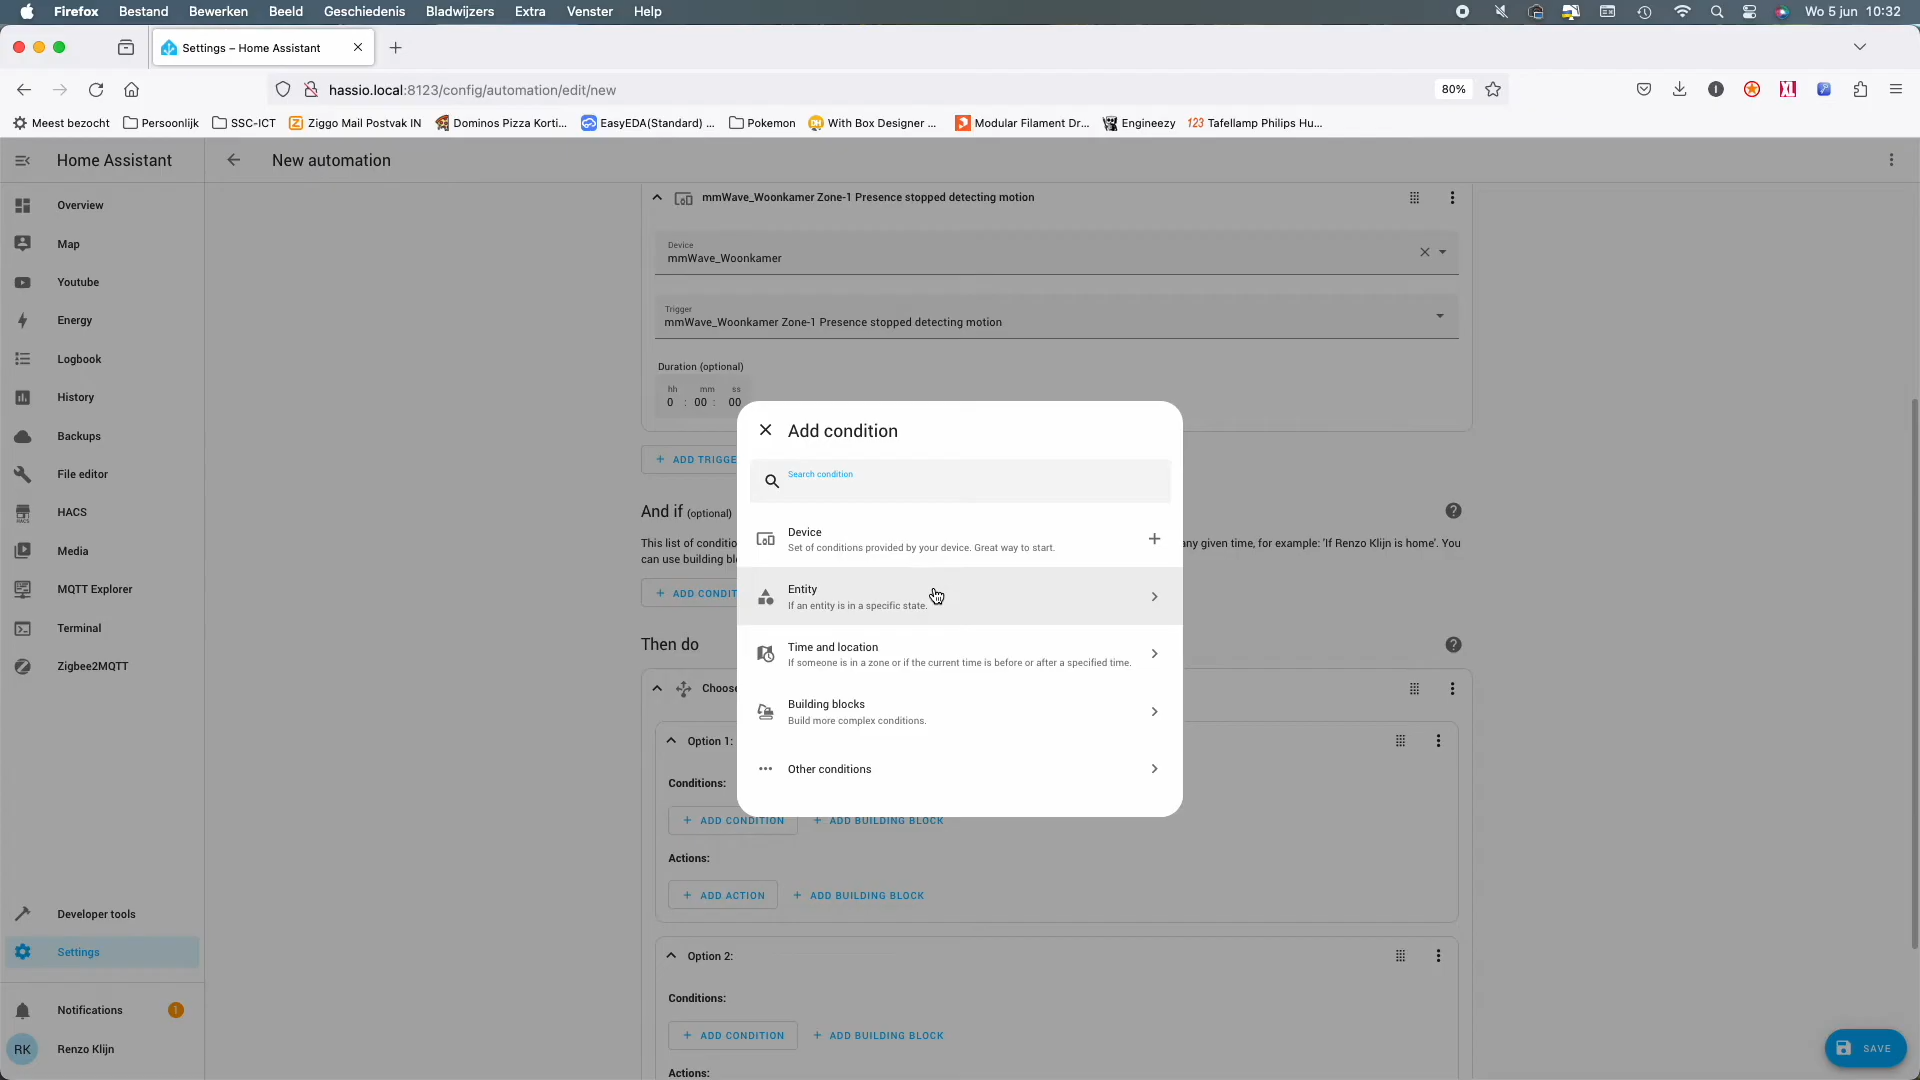 Firefox Bestand Bewerken Beeld Geschiedenis Bladwijzers Extra Venster Help Wo 5 jun 10:32
Settings – Home Assistant
hassio.local:8123/config/automation/edit/new 80%
Meest bezocht Persoonlijk SSC-ICT Ziggo Mail Postvak IN Dominos Pizza Korti... EasyEDA(Standard) ... Pokemon With Box Designer ... Modular Filament Dr... Engineezy 123 Tafellamp Philips Hu...
Home Assistant
New automation
Overview
Map
Youtube
Energy
Logbook
History
Backups
File editor
HACS
Media
MQTT Explorer
Terminal
Zigbee2MQTT
Developer tools
Settings
Notifications 1
RK Renzo Klijn
mmWave_Woonkamer Zone-1 Presence stopped detecting motion
Device
mmWave_Woonkamer
Trigger
mmWave_Woonkamer Zone-1 Presence stopped detecting motion
Duration (optional)
hh mm ss
0 : 00 : 00
+ ADD TRIGGE
And if (optional)
This list of conditio any given time, for example: 'If Renzo Klijn is home'. You
can use building bl
+ ADD CONDIT
Then do
Choose
Option 1:
Conditions:
+ ADD CONDITION + ADD BUILDING BLOCK
Actions:
+ ADD ACTION + ADD BUILDING BLOCK
Option 2:
Conditions:
+ ADD CONDITION + ADD BUILDING BLOCK
Actions:
Add condition
Search condition
Device
Set of conditions provided by your device. Great way to start.
Entity
If an entity is in a specific state.
Time and location
If someone is in a zone or if the current time is before or after a specified time.
Building blocks
Build more complex conditions.
Other conditions
SAVE